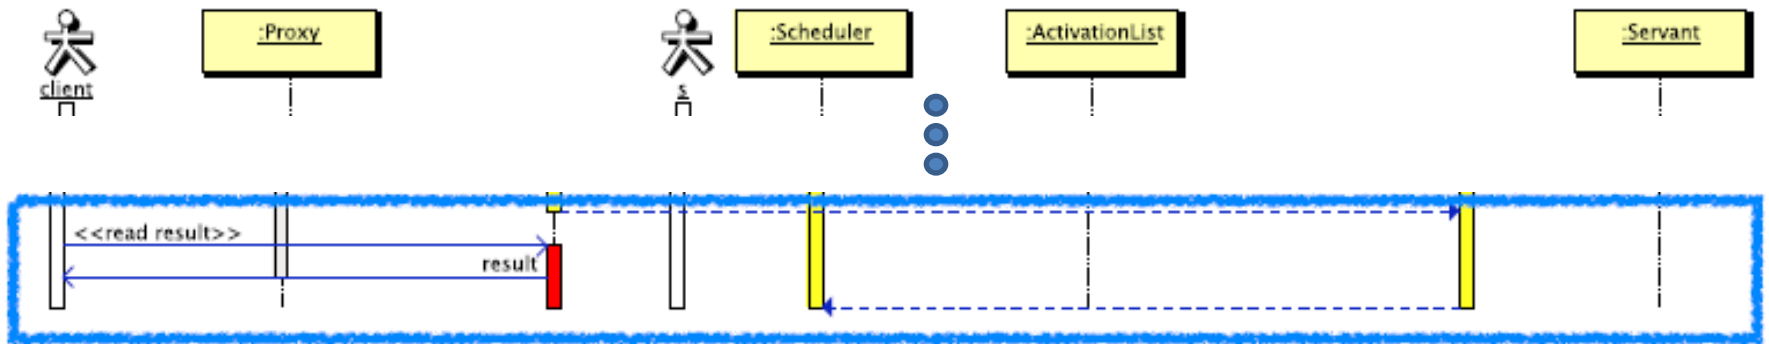 :Proxy
:Scheduler
:ActivationList
:Servant
client
s
<<read result>>
result